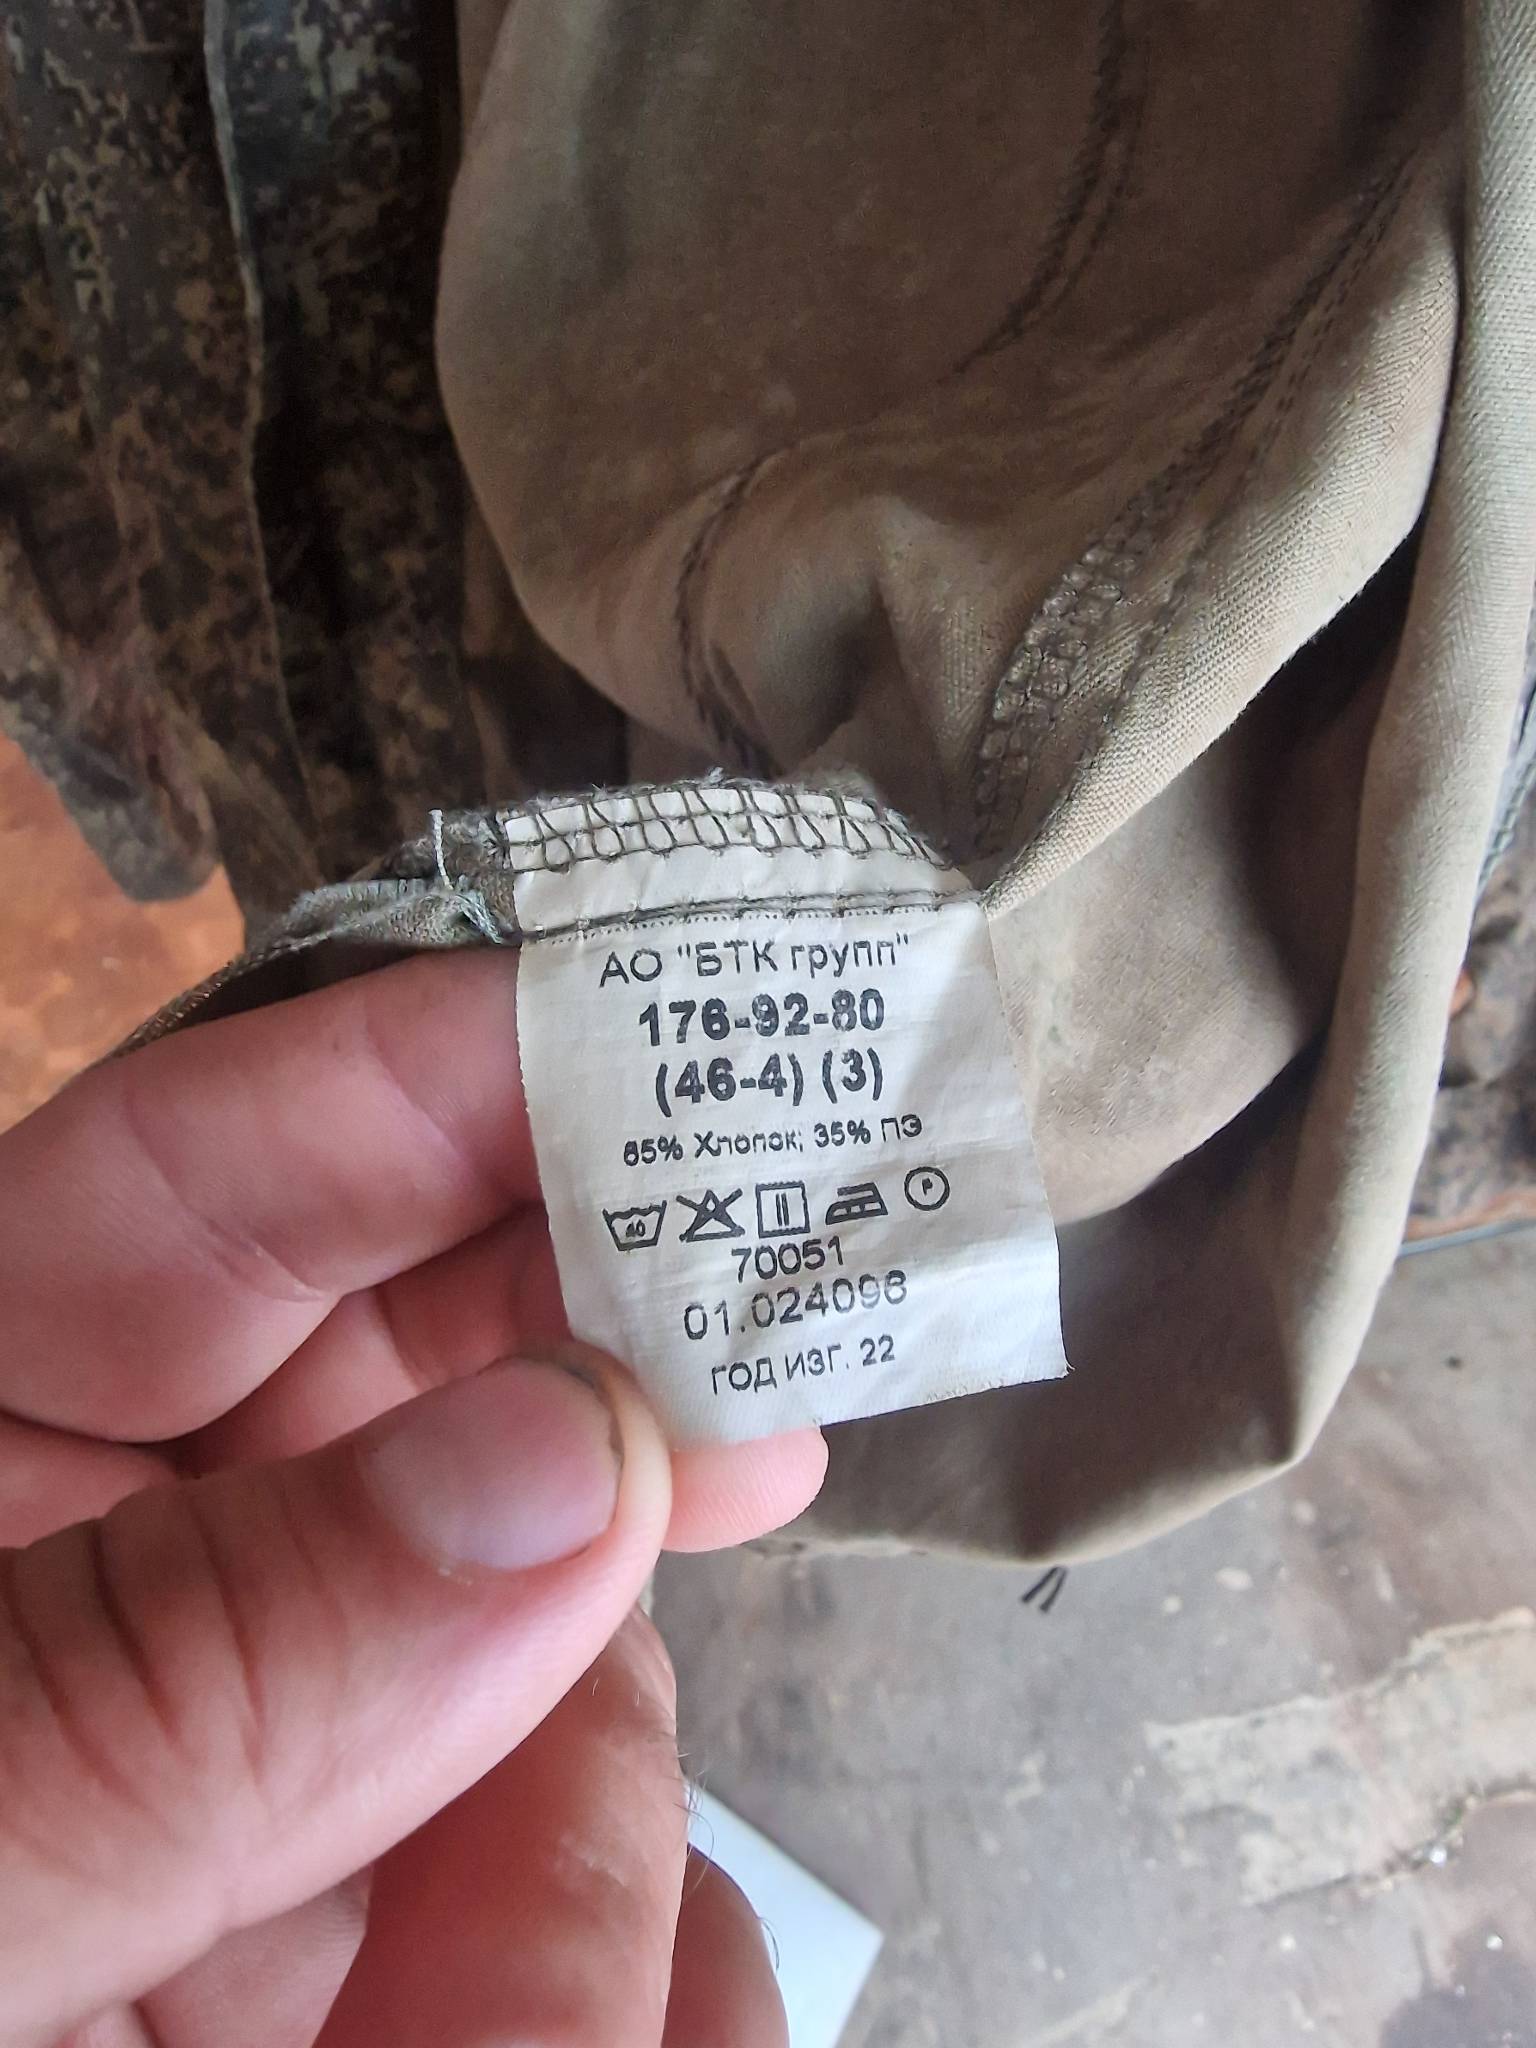 АО "БТК групп"
176-92-80
(46-4) (3)
65% Хлопок; 35% ПЭ
40 P
70051
01.024096
ГОД ИЗГ. 22